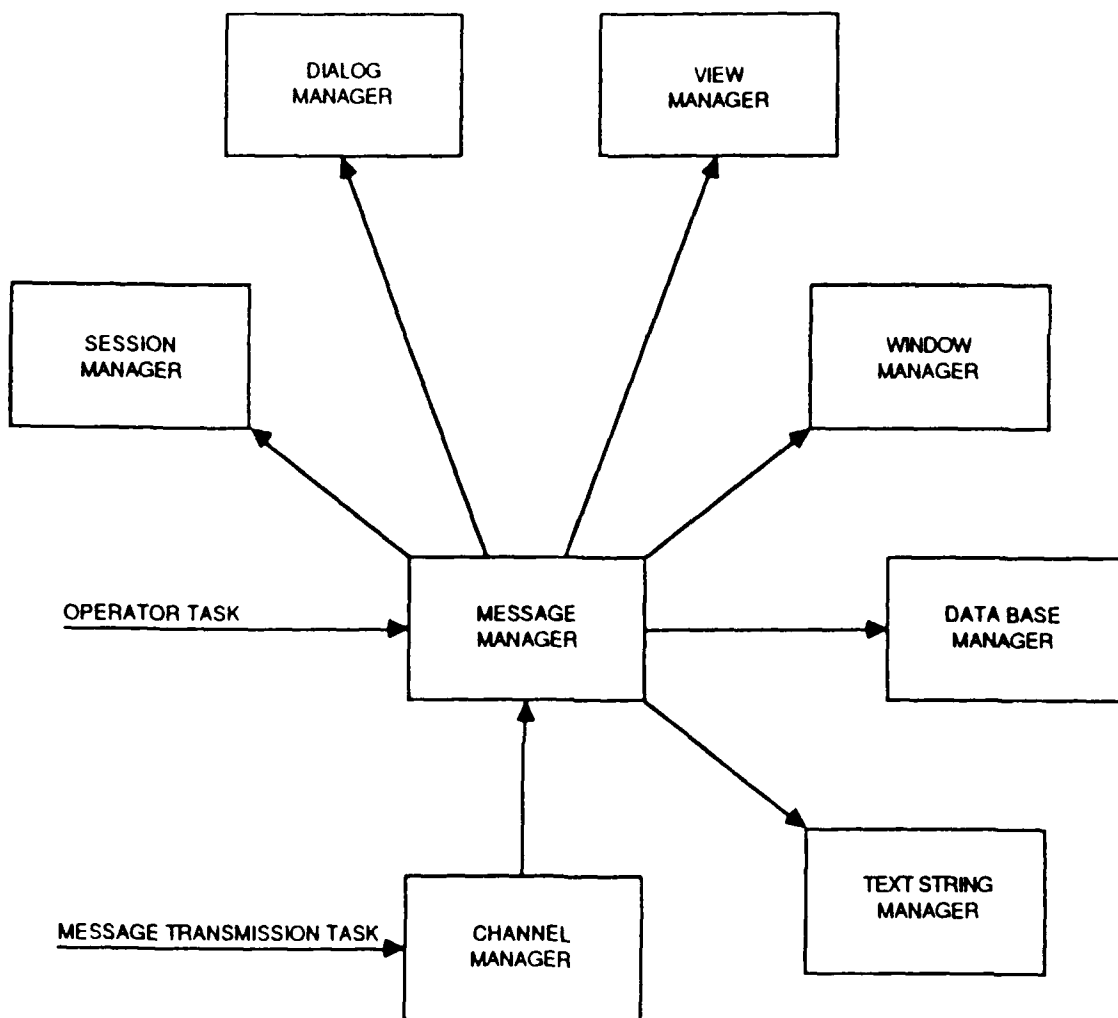 DIALOG
MANAGER
VIEW
MANAGER
SESSION
MANAGER
WINDOW
MANAGER
OPERATOR TASK
MESSAGE
MANAGER
DATA BASE
MANAGER
TEXT STRING
MANAGER
MESSAGE TRANSMISSION TASK
CHANNEL
MANAGER